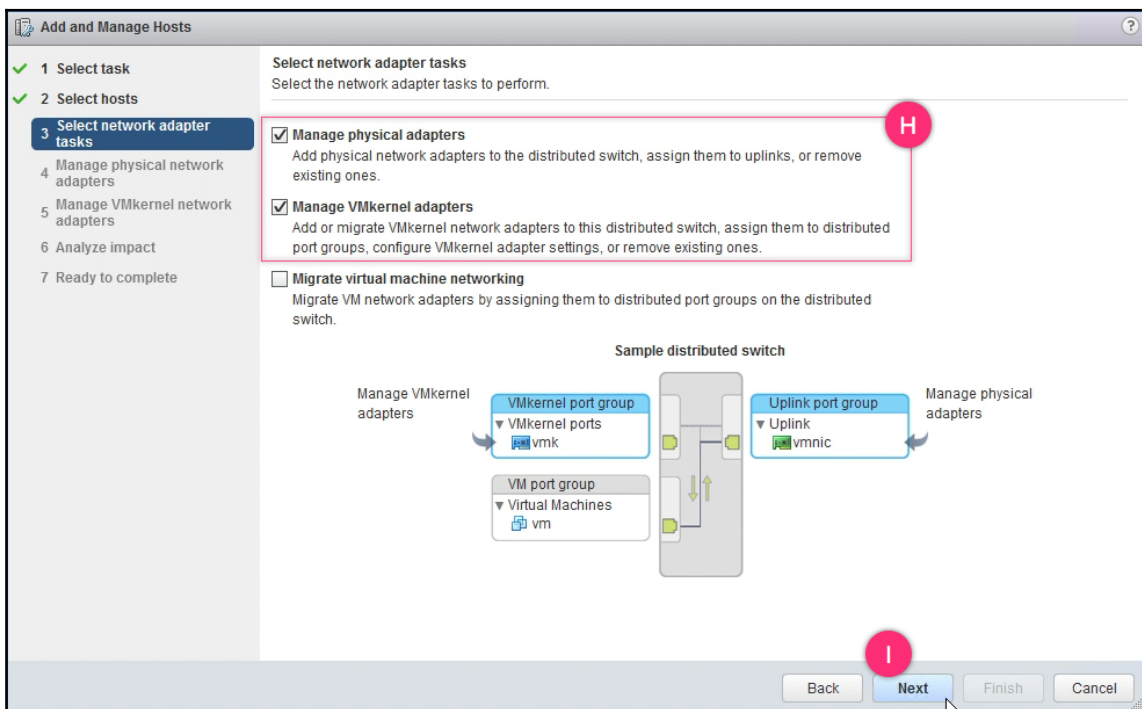 Add and Manage Hosts
?
1 Select task
2 Select hosts
3 Select network adapter
tasks
4 Manage physical network
adapters
5 Manage VMkernel network
adapters
6 Analyze impact
7 Ready to complete
Select network adapter tasks
Select the network adapter tasks to perform.
H
Manage physical adapters
Add physical network adapters to the distributed switch, assign them to uplinks, or remove
existing ones.
Manage VMkernel adapters
Add or migrate VMkernel network adapters to this distributed switch, assign them to distributed
port groups, configure VMkernel adapter settings, or remove existing ones.
Migrate virtual machine networking
Migrate VM network adapters by assigning them to distributed port groups on the distributed
switch.
Sample distributed switch
Manage VMkernel
adapters
VMkernel port group
VMkernel ports
vmk
VM port group
Virtual Machines
vm
Uplink port group
Uplink
vmnic
Manage physical
adapters
I
Back
Next
Finish
Cancel